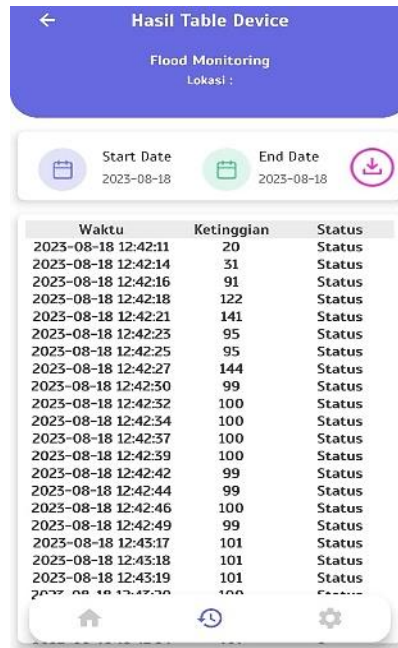 Hasil Table Device
Flood Monitoring
Lokasi :
Start Date
2023-08-18
End Date
2023-08-18
Waktu Ketinggian Status
2023-08-18 12:42:11 20 Status
2023-08-18 12:42:14 31 Status
2023-08-18 12:42:16 91 Status
2023-08-18 12:42:18 122 Status
2023-08-18 12:42:21 141 Status
2023-08-18 12:42:23 95 Status
2023-08-18 12:42:25 95 Status
2023-08-18 12:42:27 144 Status
2023-08-18 12:42:30 99 Status
2023-08-18 12:42:32 100 Status
2023-08-18 12:42:34 100 Status
2023-08-18 12:42:37 100 Status
2023-08-18 12:42:39 100 Status
2023-08-18 12:42:42 99 Status
2023-08-18 12:42:44 99 Status
2023-08-18 12:42:46 100 Status
2023-08-18 12:42:49 99 Status
2023-08-18 12:43:17 101 Status
2023-08-18 12:43:18 101 Status
2023-08-18 12:43:19 101 Status